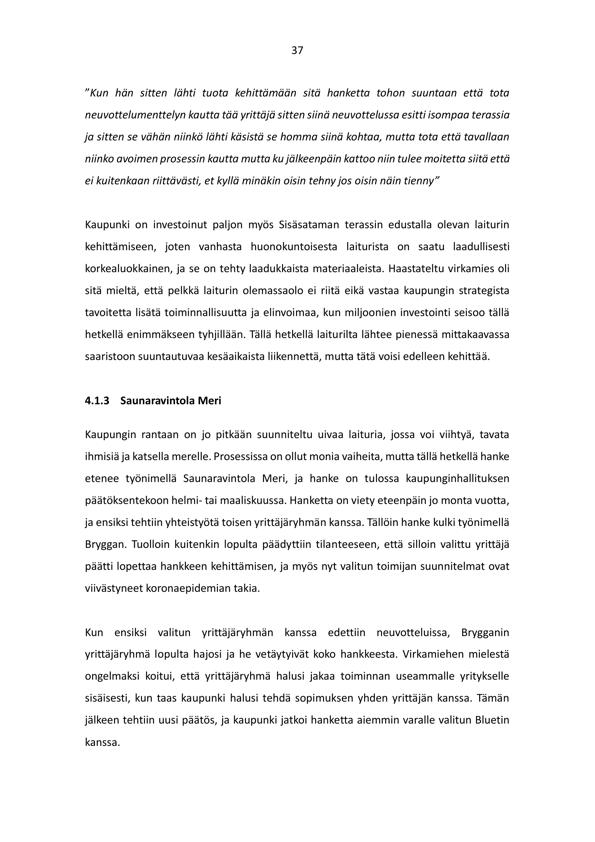 37
”Kun hän sitten lähti tuota kehittämään sitä hanketta tohon suuntaan että tota
neuvottelumenttelyn kautta tää yrittäjä sitten siinä neuvottelussa esitti isompaa terassia
ja sitten se vähän niinkö lähti käsistä se homma siinä kohtaa, mutta tota että tavallaan
niinko avoimen prosessin kautta mutta ku jälkeenpäin kattoo niin tulee moitetta siitä että
ei kuitenkaan riittävästi, et kyllä minäkin oisin tehny jos oisin näin tienny”
Kaupunki on investoinut paljon myös Sisäsataman terassin edustalla olevan laiturin
kehittämiseen, joten vanhasta huonokuntoisesta laiturista on saatu laadullisesti
korkealuokkainen, ja se on tehty laadukkaista materiaaleista. Haastateltu virkamies oli
sitä mieltä, että pelkkä laiturin olemassaolo ei riitä eikä vastaa kaupungin strategista
tavoitetta lisätä toiminnallisuutta ja elinvoimaa, kun miljoonien investointi seisoo tällä
hetkellä enimmäkseen tyhjillään. Tällä hetkellä laiturilta lähtee pienessä mittakaavassa
saaristoon suuntautuvaa kesäaikaista liikennettä, mutta tätä voisi edelleen kehittää.
4.1.3 Saunaravintola Meri
Kaupungin rantaan on jo pitkään suunniteltu uivaa laituria, jossa voi viihtyä, tavata
ihmisiä ja katsella merelle. Prosessissa on ollut monia vaiheita, mutta tällä hetkellä hanke
etenee työnimellä Saunaravintola Meri, ja hanke on tulossa kaupunginhallituksen
päätöksentekoon helmi- tai maaliskuussa. Hanketta on viety eteenpäin jo monta vuotta,
ja ensiksi tehtiin yhteistyötä toisen yrittäjäryhmän kanssa. Tällöin hanke kulki työnimellä
Bryggan. Tuolloin kuitenkin lopulta päädyttiin tilanteeseen, että silloin valittu yrittäjä
päätti lopettaa hankkeen kehittämisen, ja myös nyt valitun toimijan suunnitelmat ovat
viivästyneet koronaepidemian takia.
Kun ensiksi valitun yrittäjäryhmän kanssa edettiin neuvotteluissa, Brygganin
yrittäjäryhmä lopulta hajosi ja he vetäytyivät koko hankkeesta. Virkamiehen mielestä
ongelmaksi koitui, että yrittäjäryhmä halusi jakaa toiminnan useammalle yritykselle
sisäisesti, kun taas kaupunki halusi tehdä sopimuksen yhden yrittäjän kanssa. Tämän
jälkeen tehtiin uusi päätös, ja kaupunki jatkoi hanketta aiemmin varalle valitun Bluetin
kanssa.